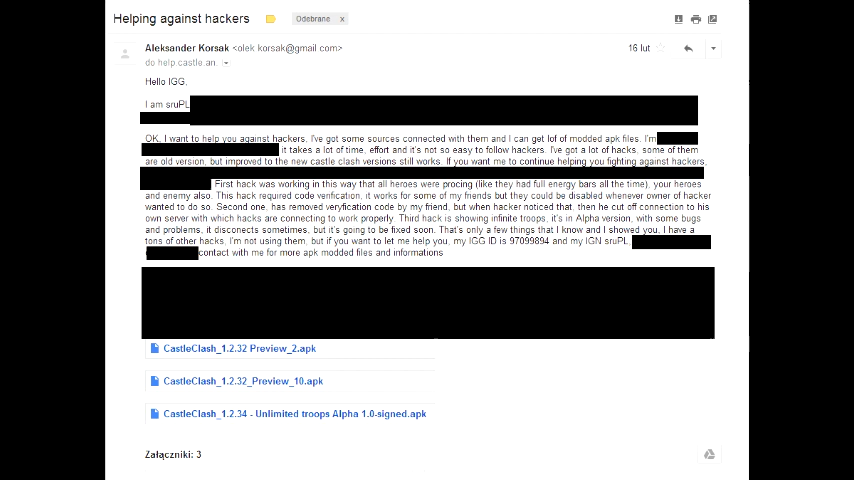 Helping against hackers
Odebrane x
Aleksander Korsak <olek.korsak@gmail.com>
16 lut
do help.castle.an.
Hello IGG,
I am sruPL
OK, I want to help you against hackers, I've got some sources connected with them and I can get lof of modded apk files. I'm
it takes a lot of time, effort and it's not so easy to follow hackers. I've got a lot of hacks, some of them
are old version, but improved to the new castle clash versions still works. If you want me to continue helping you fighting against hackers,
First hack was working in this way that all heroes were procing (like they had full energy bars all the time), your heroes
and enemy also. This hack required code venfication, it works for some of my friends but they could be disabled whenever owner of hacker
wanted to do so. Second one, has removed veryfication code by my friend, but when hacker noticed that, then he cut off connection to his
own server with which hacks are connecting to work properly. Third hack is showing infinite troops, it's in Alpha version, with some bugs
and problems, it disconnects sometimes, but it's going to be fixed soon. That's only a few things that I know and I showed you, I have a
tons of other hacks, I'm not using them, but if you want to let me help you, my IGG ID is 97099894 and my IGN sruPL,
contact with me for more apk modded files and informations
CastleClash_1.2.32 Preview_2.apk
CastleClash_1.2.32_Preview_10.apk
CastleClash_1.2.34 - Unlimited troops Alpha 1.0-signed.apk
Załączniki: 3